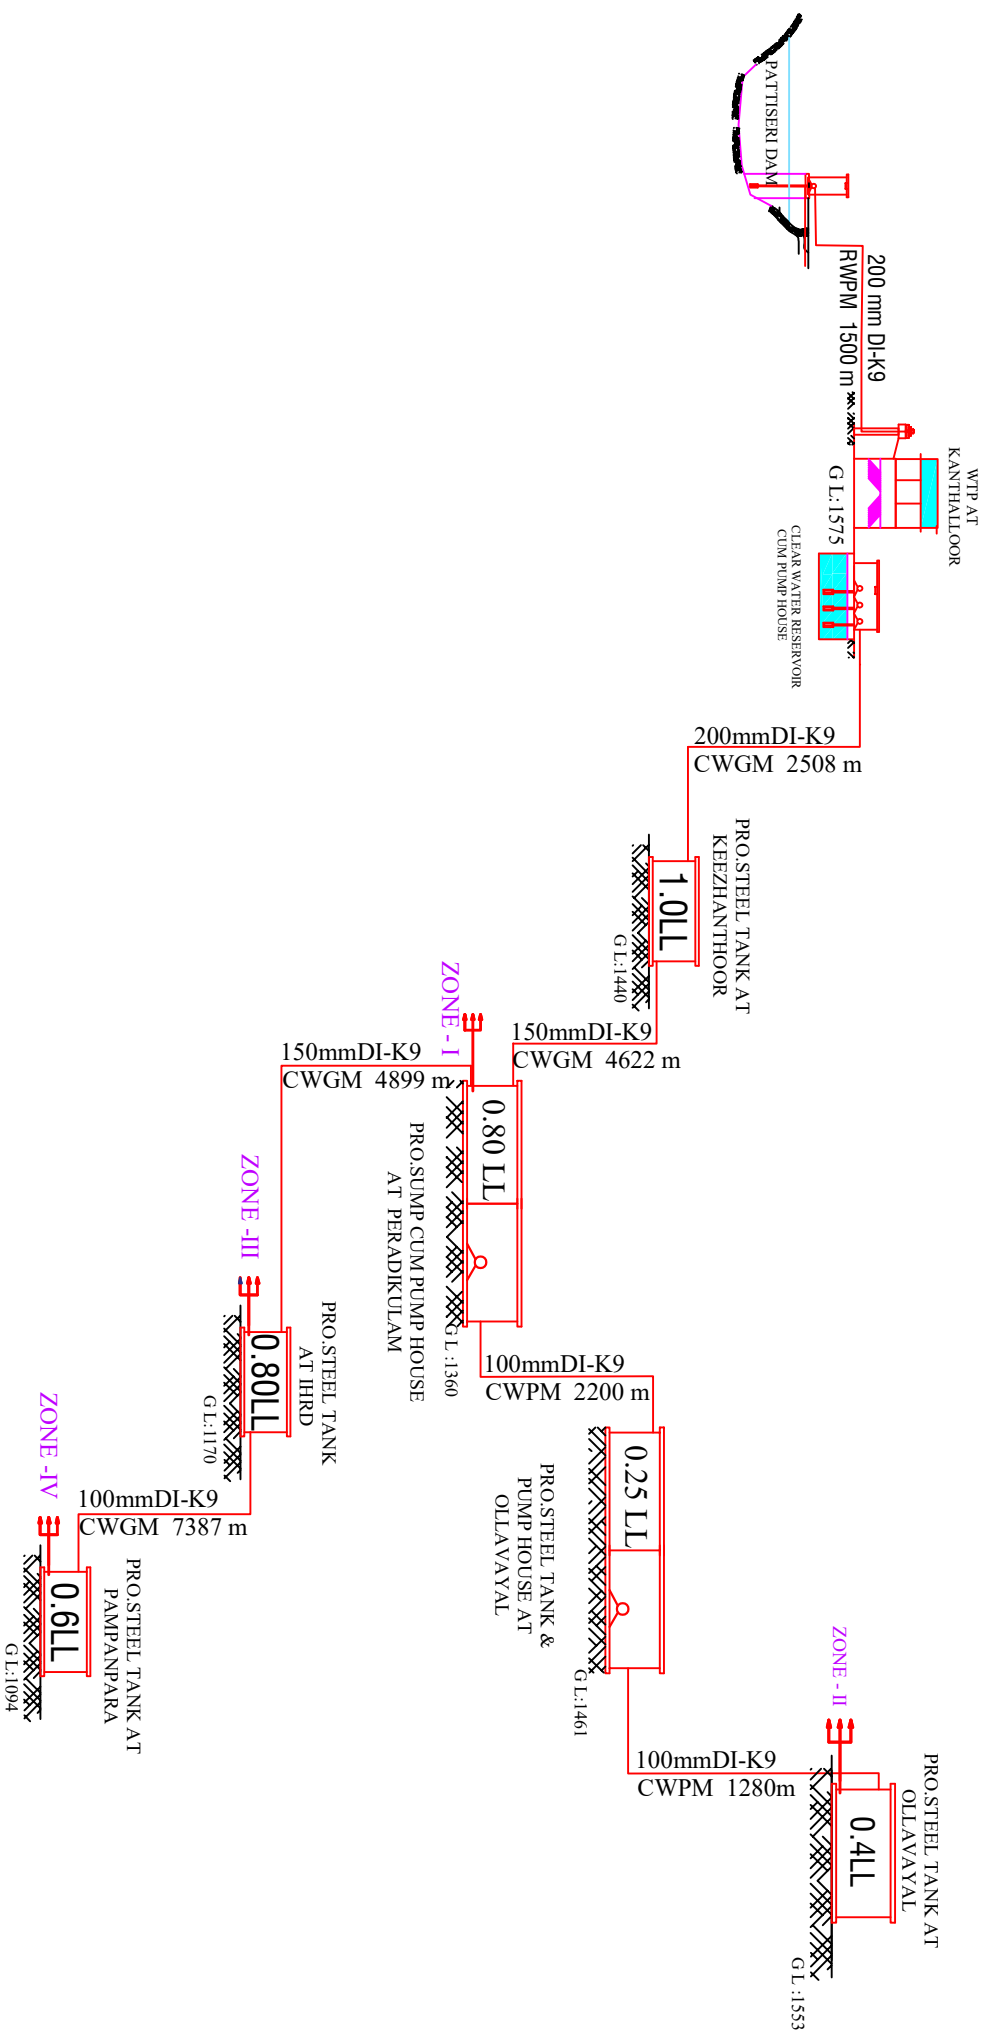 PATTISERI DAM
200 mm DI-K9
RWPM 1500 m
WTP AT
KANTHALLOOR
G L:1575
CLEAR WATER RESERVOIR
CUM PUMP HOUSE
200mmDI-K9
CWGM 2508 m
PRO.STEEL TANK AT
KEEZHANTHOOR
1.0LL
G L:1440
150mmDI-K9
CWGM 4622 m
ZONE - I
0.80 LL
PRO.SUMP CUM PUMP HOUSE
AT PERADIKULAM
G L :1360
150mmDI-K9
CWGM 4899 m
ZONE -III
PRO.STEEL TANK
AT IHRD
0.80LL
G L:1170
100mmDI-K9
CWPM 2200 m
0.25 LL
PRO.STEEL TANK &
PUMP HOUSE AT
OLLAVAYAL
G L:1461
100mmDI-K9
CWGM 7387 m
ZONE -IV
PRO.STEEL TANK AT
PAMPANPARA
0.6LL
G L:1094
100mmDI-K9
CWPM 1280m
ZONE - II
PRO.STEEL TANK AT
OLLAVAYAL
0.4LL
G L :1553